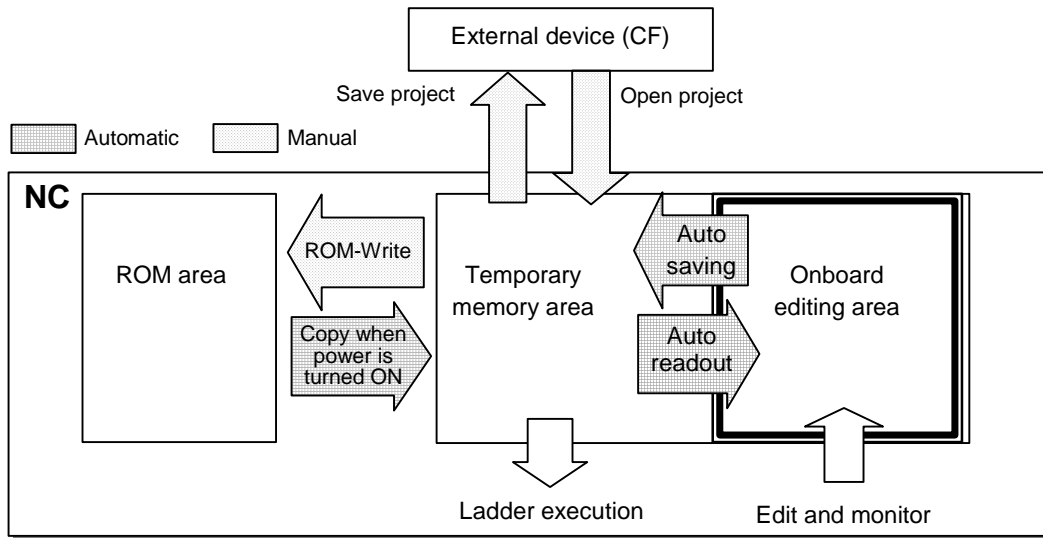 External device (CF)
Save project
Open project
Automatic
Manual
NC
ROM area
ROM-Write
Copy when
power is
turned ON
Temporary
memory area
Auto
saving
Auto
readout
Onboard
editing area
Ladder execution
Edit and monitor